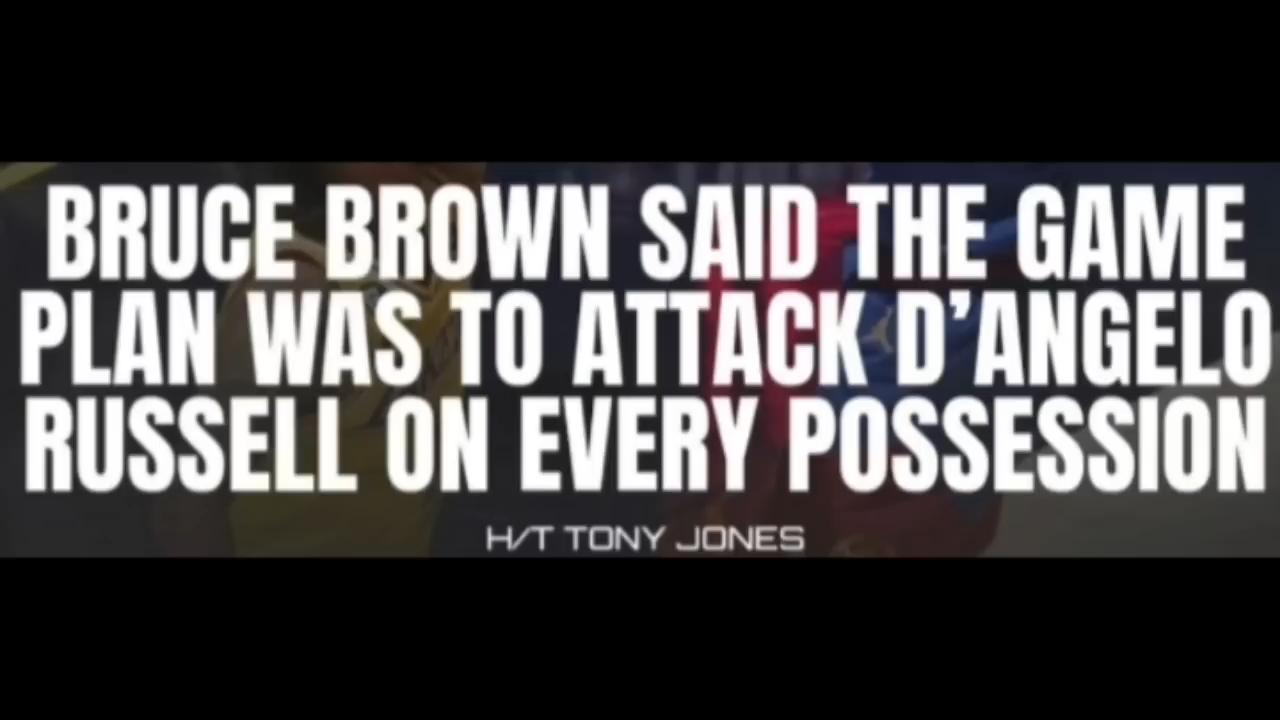 BRUCE BROWN SAID THE GAME
PLAN WAS TO ATTACK D’ANGELO
RUSSELL ON EVERY POSSESSION
H/T TONY JONES